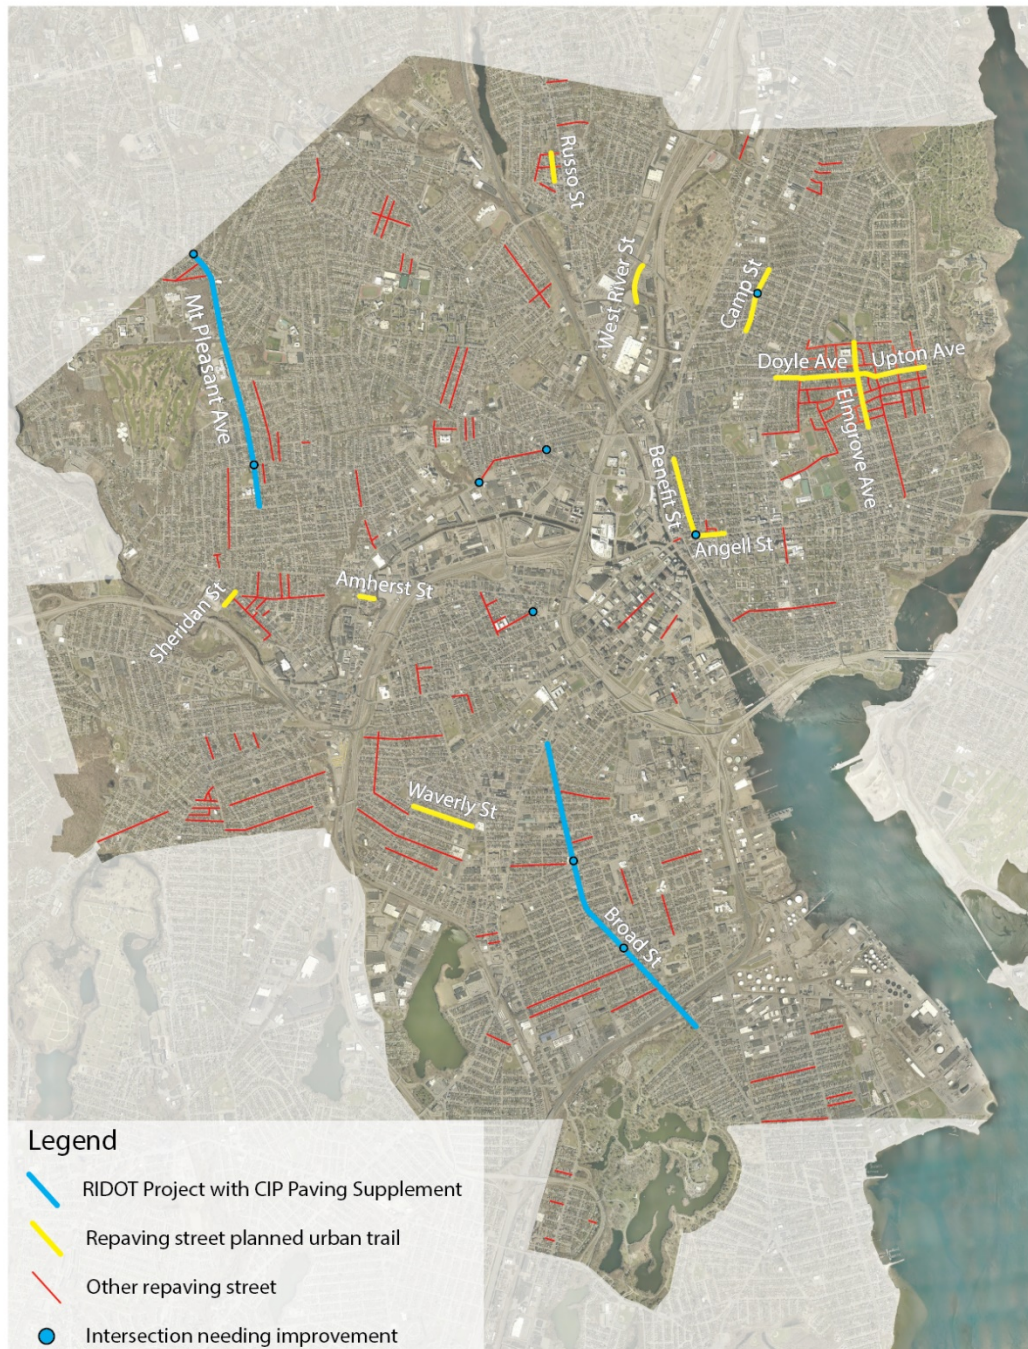 Russo St
West River St
Camp St
Mt Pleasant Ave
Doyle Ave
Upton Ave
Elmgrove Ave
Benefit St
Angell St
Amherst St
Sheridan St
Waverly St
Broad St
Legend
RIDOT Project with CIP Paving Supplement
Repaving street planned urban trail
Other repaving street
Intersection needing improvement